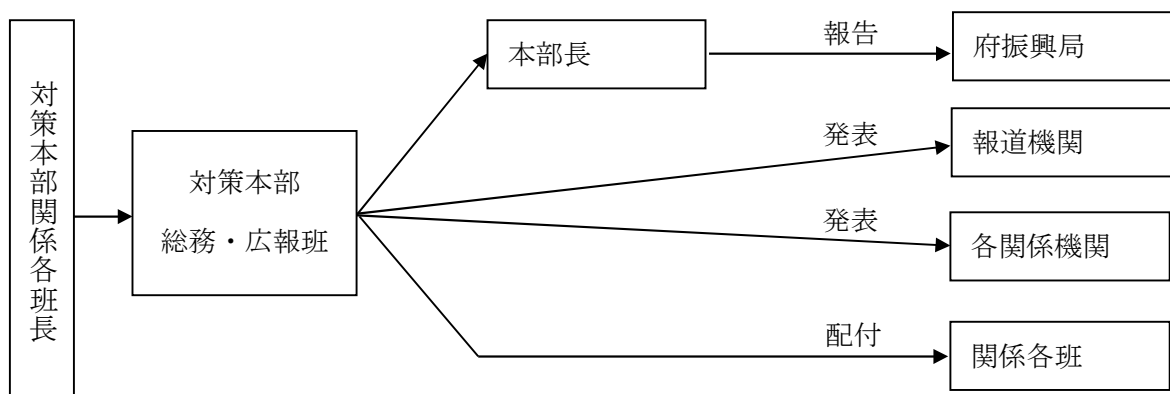 対策本部関係各班長
対策本部
総務・広報班
本部長
報告
府振興局
発表
報道機関
発表
各関係機関
配付
関係各班